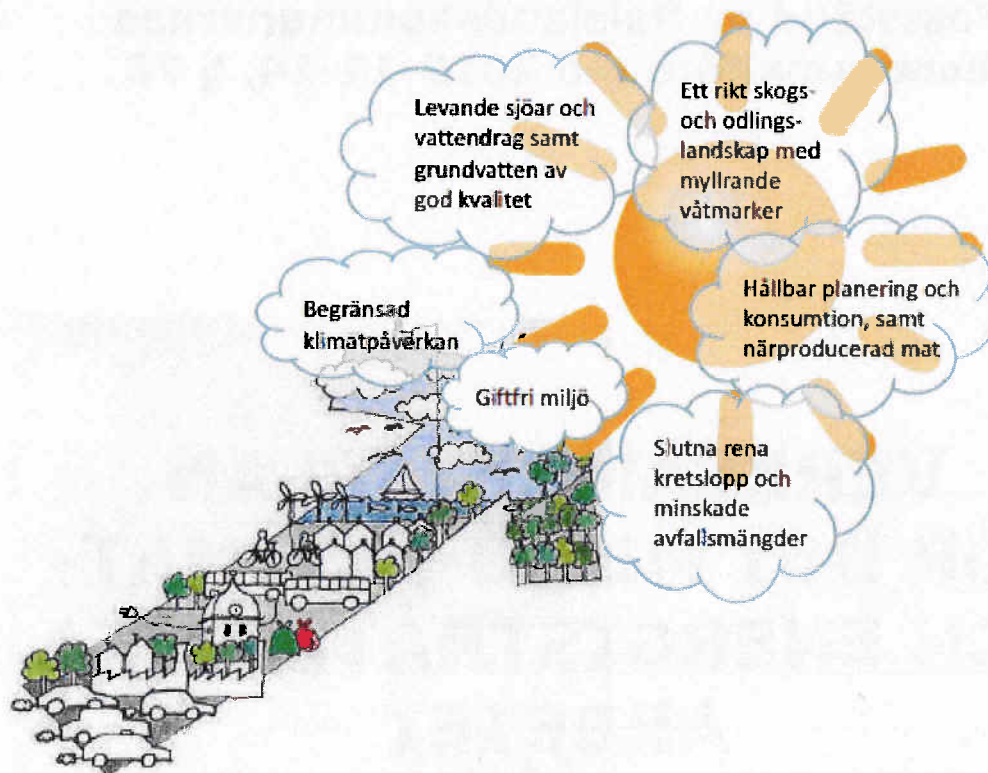 Levande sjöar och
vattendrag samt
grundvatten av
god kvalitet
Ett rikt skogs-
och odlings-
landskap med
myllrande
våtmarker
Begränsad
klimatpåverkan
Hållbar planering och
konsumtion, samt
närproducerad mat
Giftfri miljö
Slutna rena
kretslopp och
minskade
avfallsmängder